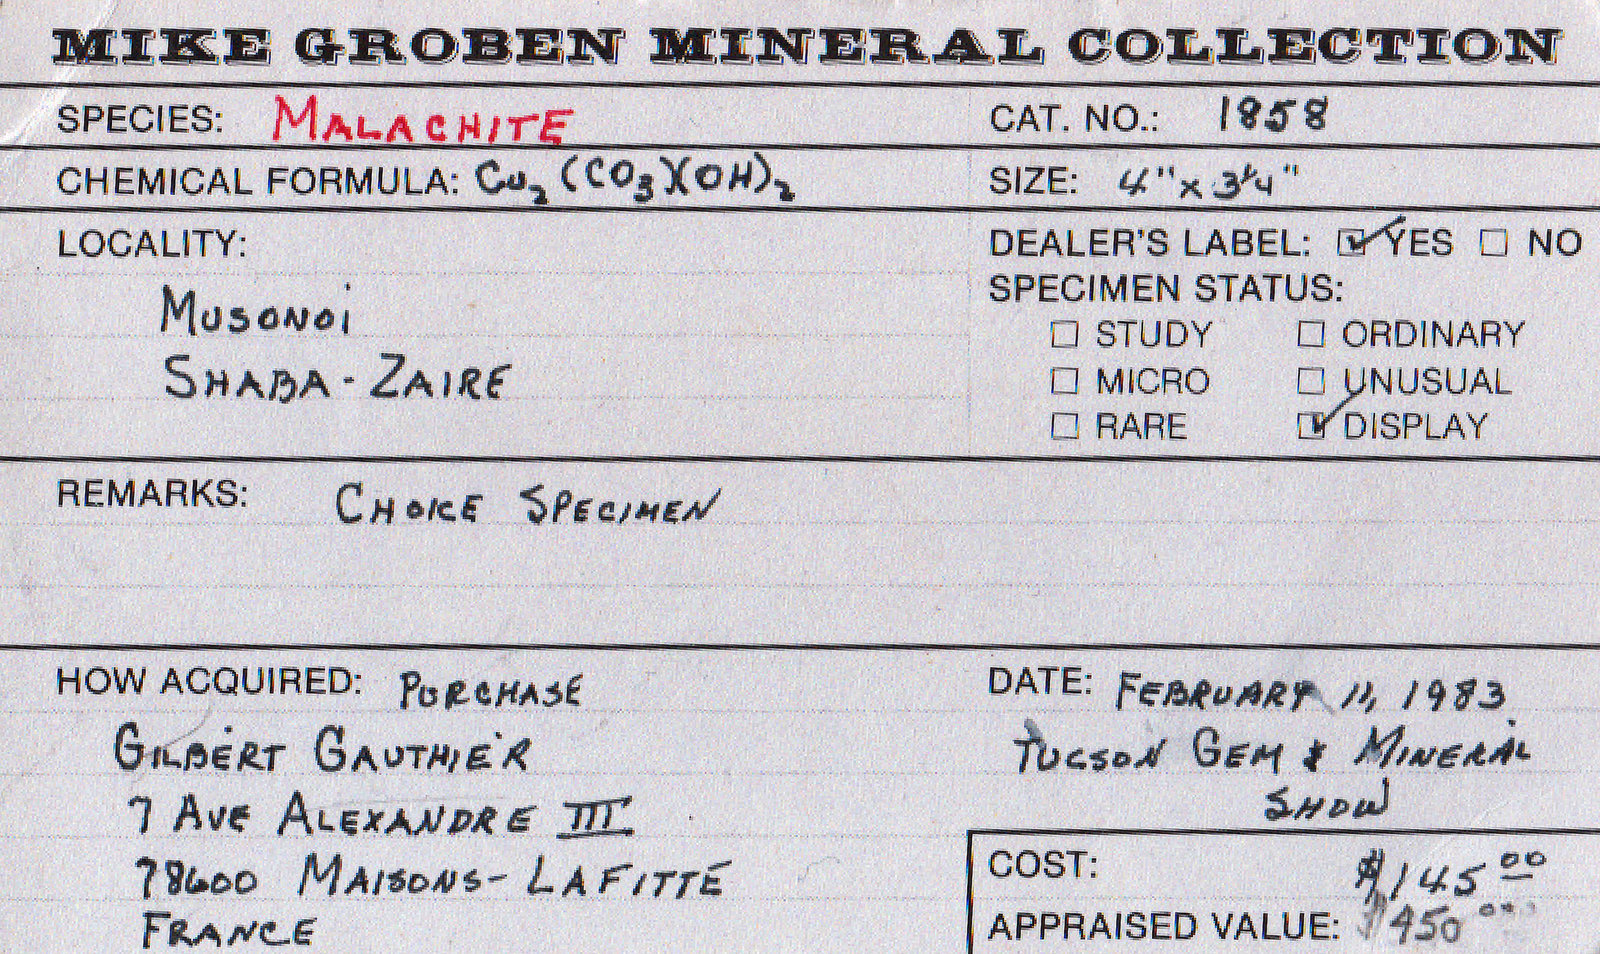 MIKE GROBEN MINERAL COLLECTION
SPECIES: MALACHITE
CAT. NO.: 1858
CHEMICAL FORMULA: Cu2(CO3)(OH)2
SIZE: 4" x 3 1/4"
LOCALITY:
MUSONOi
SHABA - ZAIRE
DEALER'S LABEL: ☑ YES ☐ NO
SPECIMEN STATUS:
☐ STUDY ☐ ORDINARY
☐ MICRO ☐ UNUSUAL
☐ RARE ☑ DISPLAY
REMARKS: CHOICE SPECIMEN
HOW ACQUIRED: PURCHASE
GILBERT GAUTHIER
7 AVE ALEXANDRE III
78600 MAISONS-LAFITTE
FRANCE
DATE: FEBRUARY 11, 1983
TUCSON GEM & MINERAL
SHOW
COST: $145.00
APPRAISED VALUE: $450.00